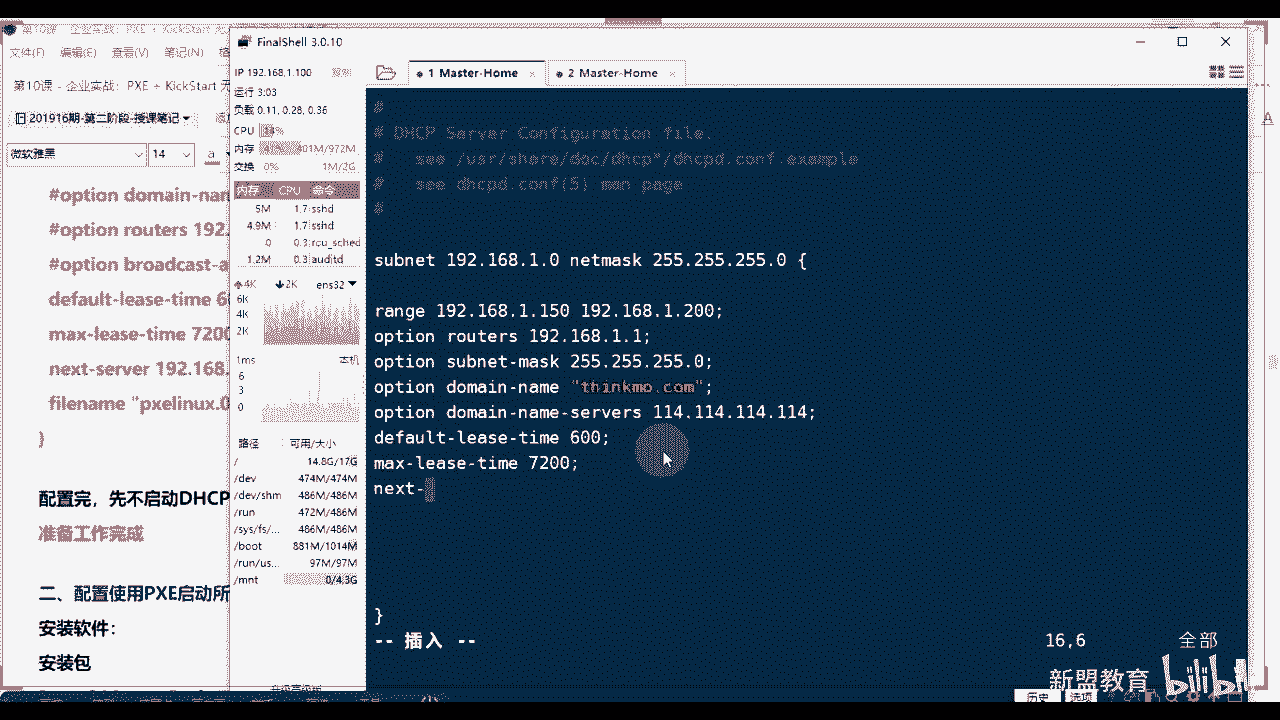 第10课 企业实战：PXE + KickStart 无
文件(F) 编辑(E) 查看(V) 笔记(N)
第10课 - 企业实战：PXE + KickStart 无
201916期-第二阶段-授课笔记
微软雅黑 14 a
#option domain-nam
#option routers 192.
#option broadcast-a
default-lease-time 6
max-lease-time 7200
next-server 192.168.
filename "pxelinux.0
}
配置完，先不启动DHCP
准备工作完成
二、配置使用PXE启动所
安装软件：
安装包
FinalShell 3.0.10
IP 192.168.1.100 复制
运行 3:03
负载 0.11, 0.28, 0.36
CPU
内存 401M/972M
交换 0% 1M/2G
内存 CPU 命令
5M 1.7 sshd
4.9M 1.7 sshd
0 0.3 rcu_sched
1.2M 0.3 auditd
4K 2K ens32
6K
4K
2K
1ms 本机
6
3
0
路径 可用/大小
/ 14.8G/17G
/dev 474M/474M
/dev/shm 486M/486M
/run 472M/486M
/sys/fs/... 486M/486M
/boot 881M/1014M
/run/us... 97M/97M
/mnt 0/4.3G
1 Master-Home
2 Master-Home
#
# DHCP Server Configuration file.
#   see /usr/share/doc/dhcp*/dhcpd.conf.example
#   see dhcpd.conf(5) man page
#
subnet 192.168.1.0 netmask 255.255.255.0 {
range 192.168.1.150 192.168.1.200;
option routers 192.168.1.1;
option subnet-mask 255.255.255.0;
option domain-name "thinkmo.com";
option domain-name-servers 114.114.114.114;
default-lease-time 600;
max-lease-time 7200;
next-
}
-- 插入 --
16,6 全部
历史 选项
新盟教育 bilibili